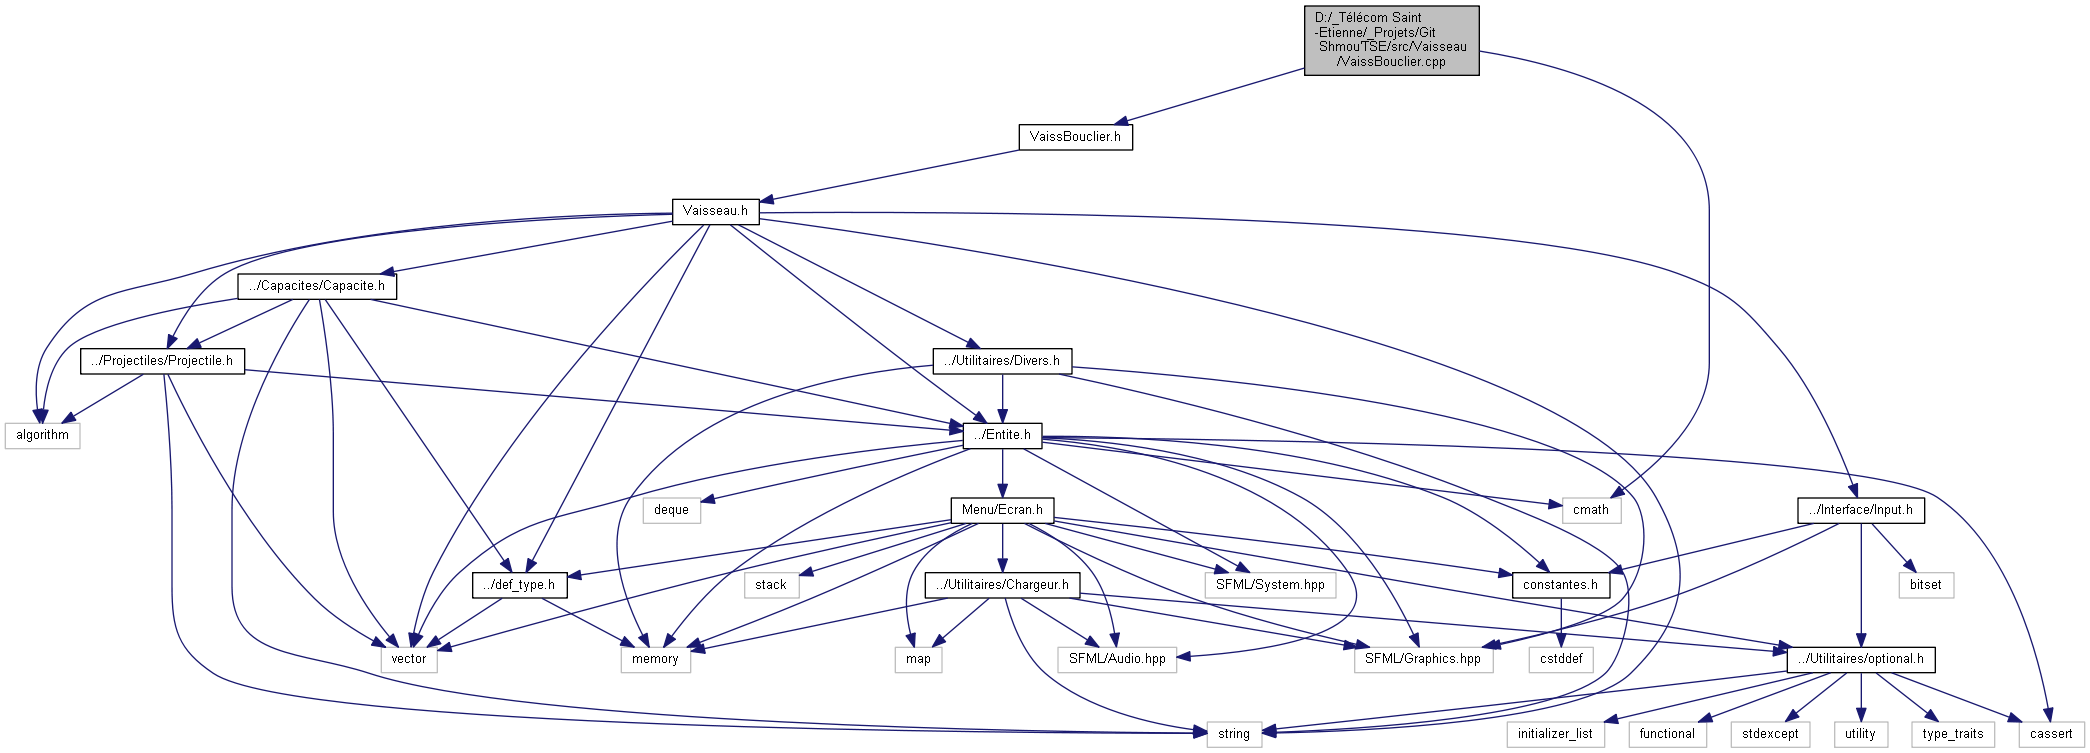 D:/_Télécom Saint
-Etienne/_Projets/Git
Shmou'TSE/src/Vaisseau
/VaissBouclier.cpp
VaissBouclier.h
Vaisseau.h
../Capacites/Capacite.h
../Projectiles/Projectile.h
../Utilitaires/Divers.h
algorithm
../Entite.h
deque
Menu/Ecran.h
cmath
../Interface/Input.h
../def_type.h
stack
../Utilitaires/Chargeur.h
SFML/System.hpp
constantes.h
bitset
vector
memory
map
SFML/Audio.hpp
SFML/Graphics.hpp
cstddef
../Utilitaires/optional.h
string
initializer_list
functional
stdexcept
utility
type_traits
cassert